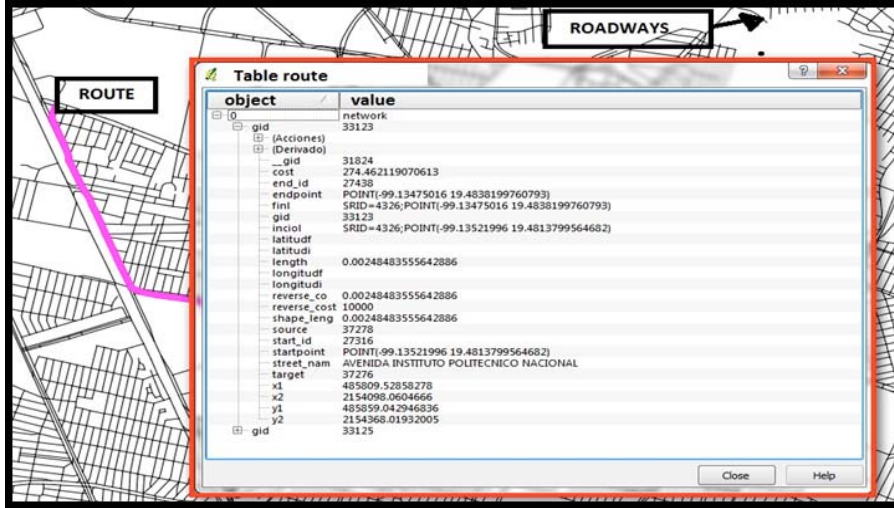 ROADWAYS
ROUTE
Table route
object value
0 network
gid 33123
(Acciones)
(Derivado)
__gid 31824
cost 274.462119070613
end_id 27438
endpoint POINT(-99.13475016 19.4838199760793)
finl SRID=4326;POINT(-99.13475016 19.4838199760793)
gid 33123
inciol SRID=4326;POINT(-99.13521996 19.4813799564682)
latitudf
latitudi
length 0.00248483555642886
longitudf
longitudi
reverse_co 0.00248483555642886
reverse_cost 10000
shape_leng 0.00248483555642886
source 37278
start_id 27316
startpoint POINT(-99.13521996 19.4813799564682)
street_nam AVENIDA INSTITUTO POLITECNICO NACIONAL
target 37276
x1 485809.52858278
x2 2154098.0604666
y1 485859.042946836
y2 2154368.01932005
gid 33125
Close Help